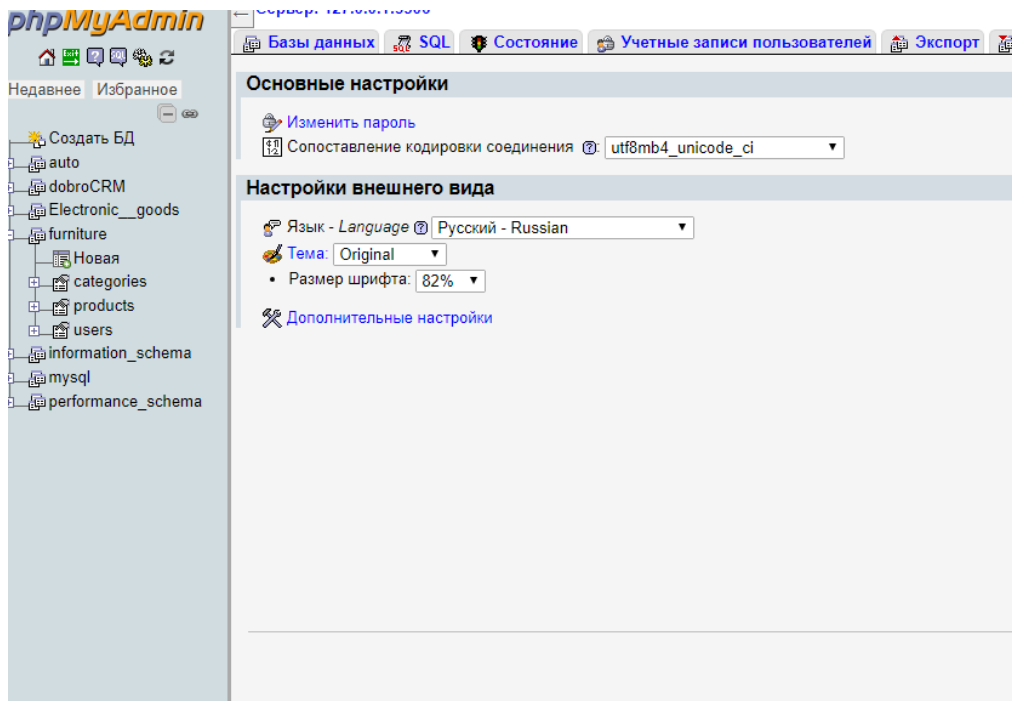 phpMyAdmin
Недавнее Избранное
Создать БД
auto
dobroCRM
Electronic__goods
furniture
Новая
categories
products
users
information_schema
mysql
performance_schema
Базы данных SQL Состояние Учетные записи пользователей Экспорт
Основные настройки
Изменить пароль
Сопоставление кодировки соединения utf8mb4_unicode_ci
Настройки внешнего вида
Язык - Language Русский - Russian
Тема: Original
• Размер шрифта: 82%
Дополнительные настройки